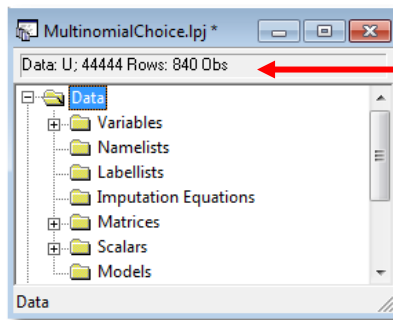 MultinomialChoice.lpj *
Data: U; 44444 Rows: 840 Obs
Data
Variables
Namelists
Labellists
Imputation Equations
Matrices
Scalars
Models
Data